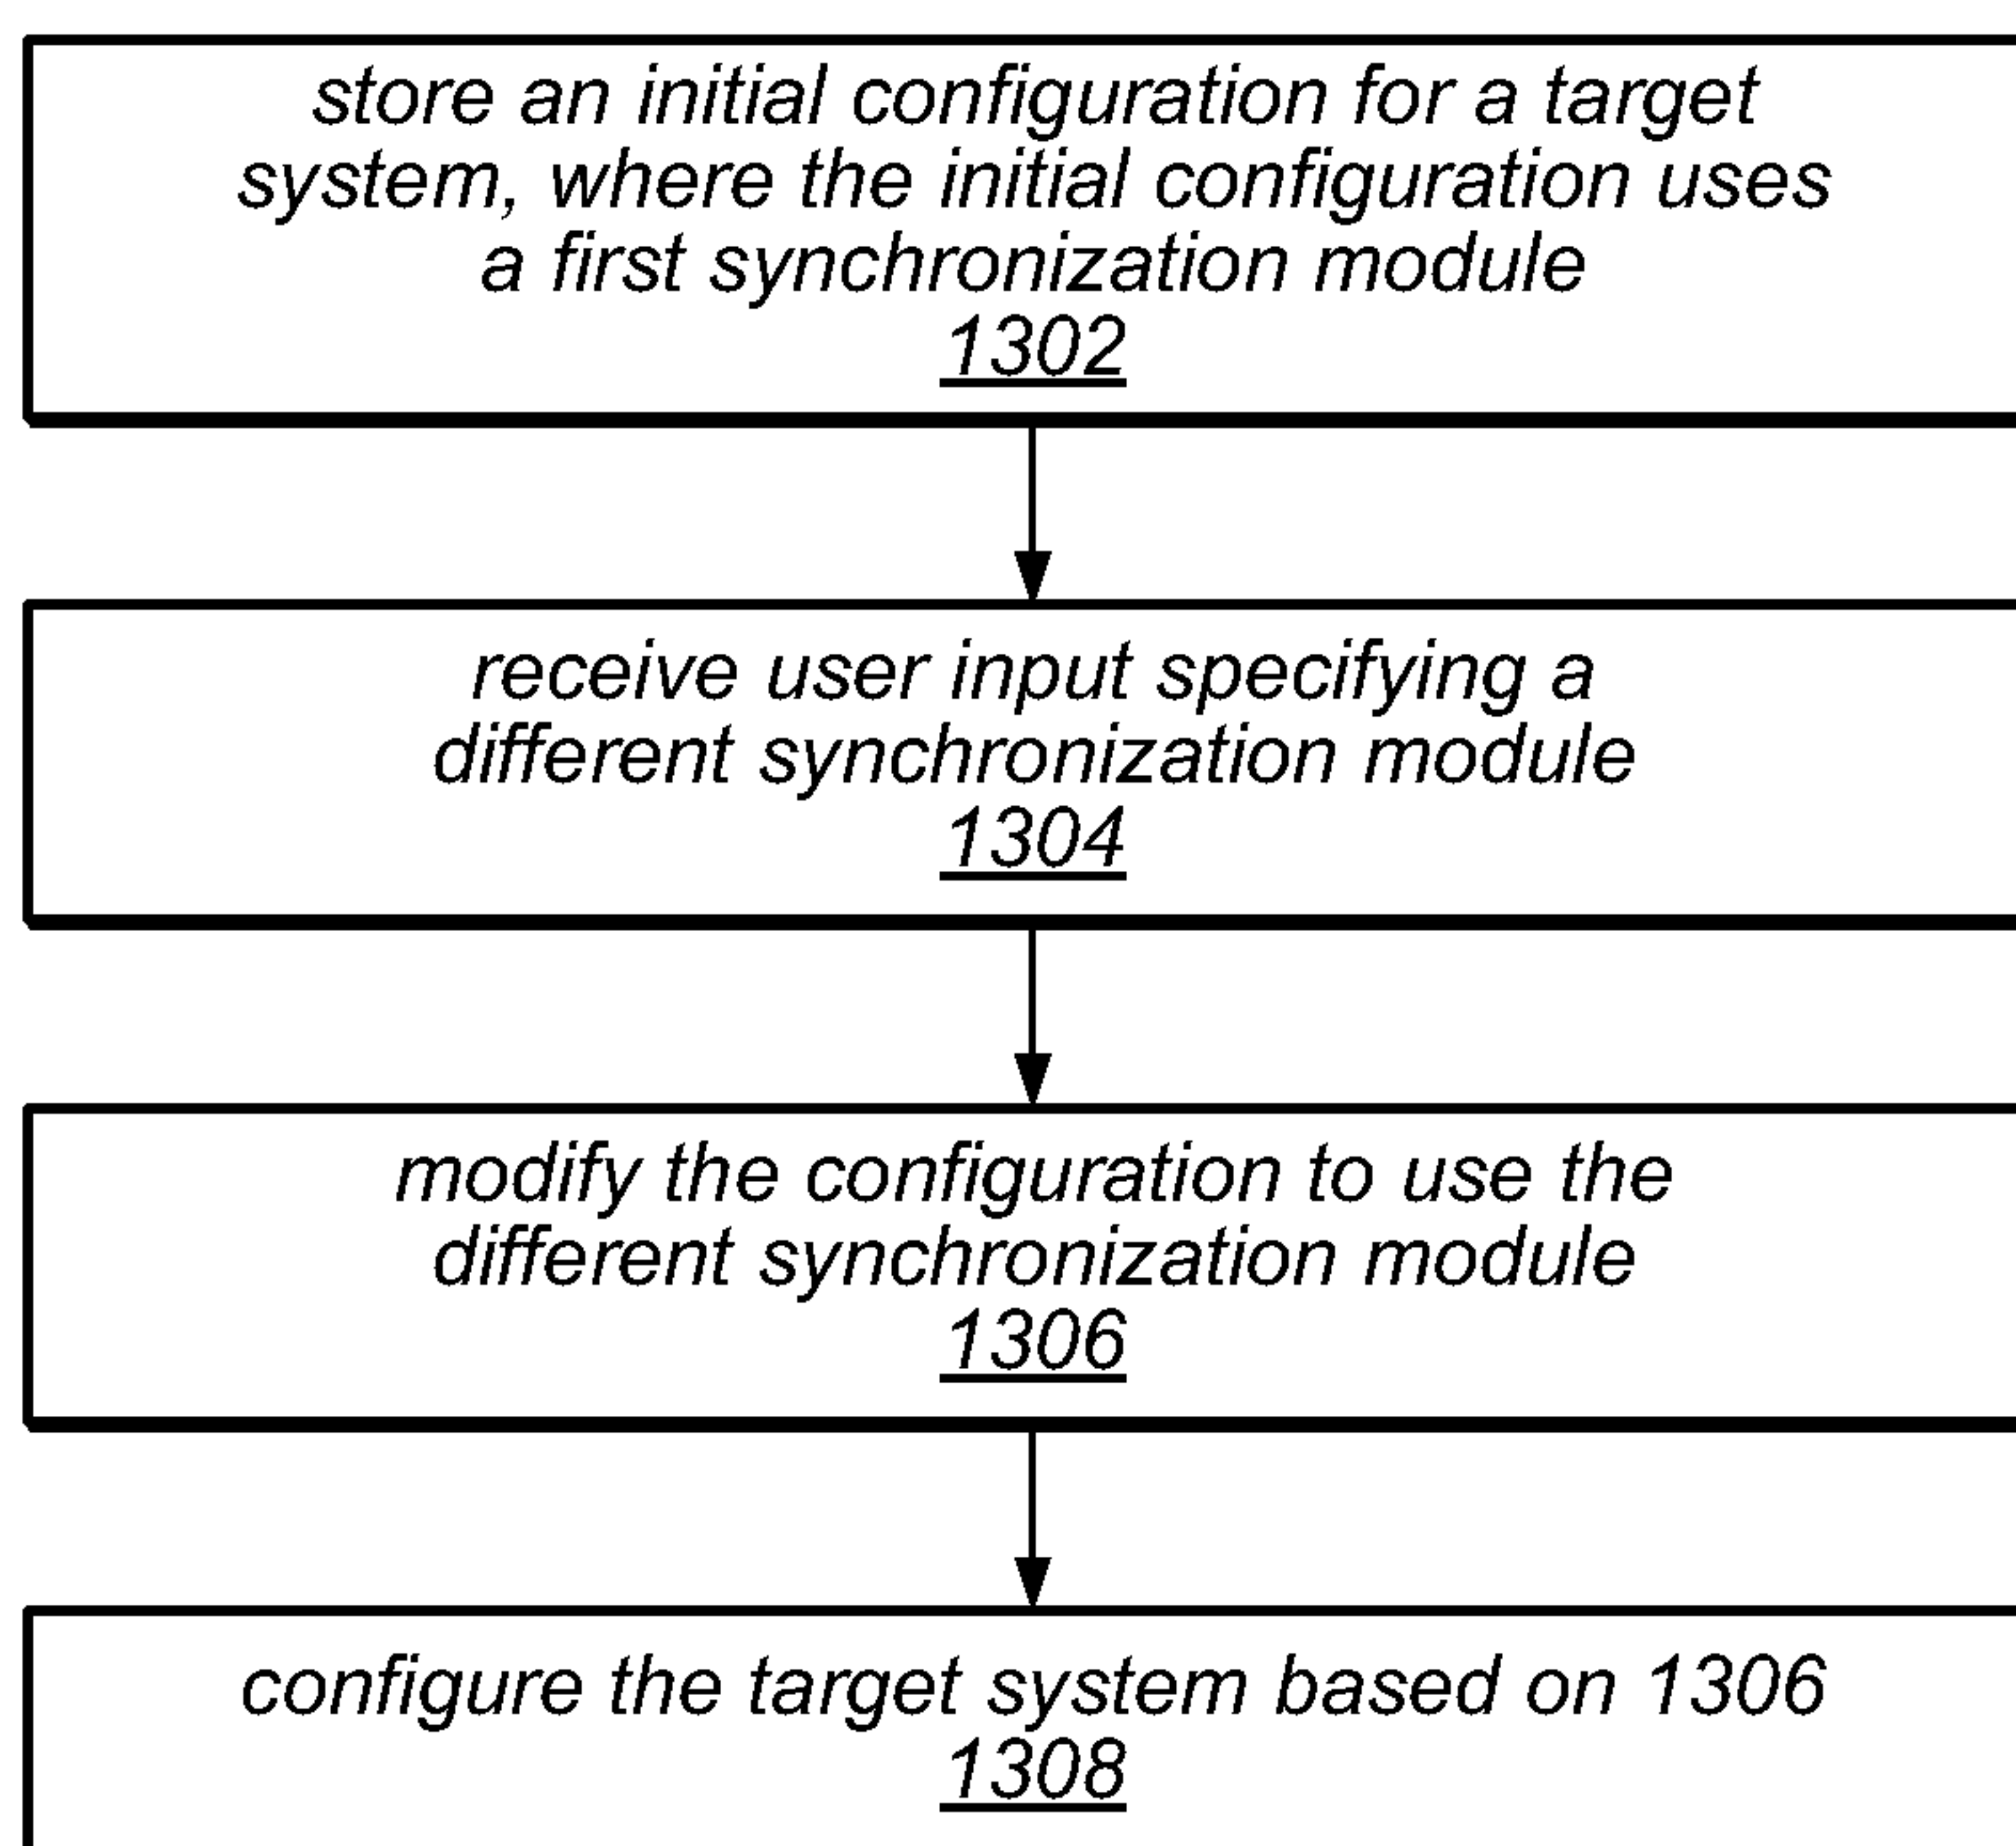 store an initial configuration for a target
system, where the initial configuration uses
a first synchronization module
1302
receive user input specifying a
different synchronization module
1304
modify the configuration to use the
different synchronization module
1306
configure the target system based on 1306
1308